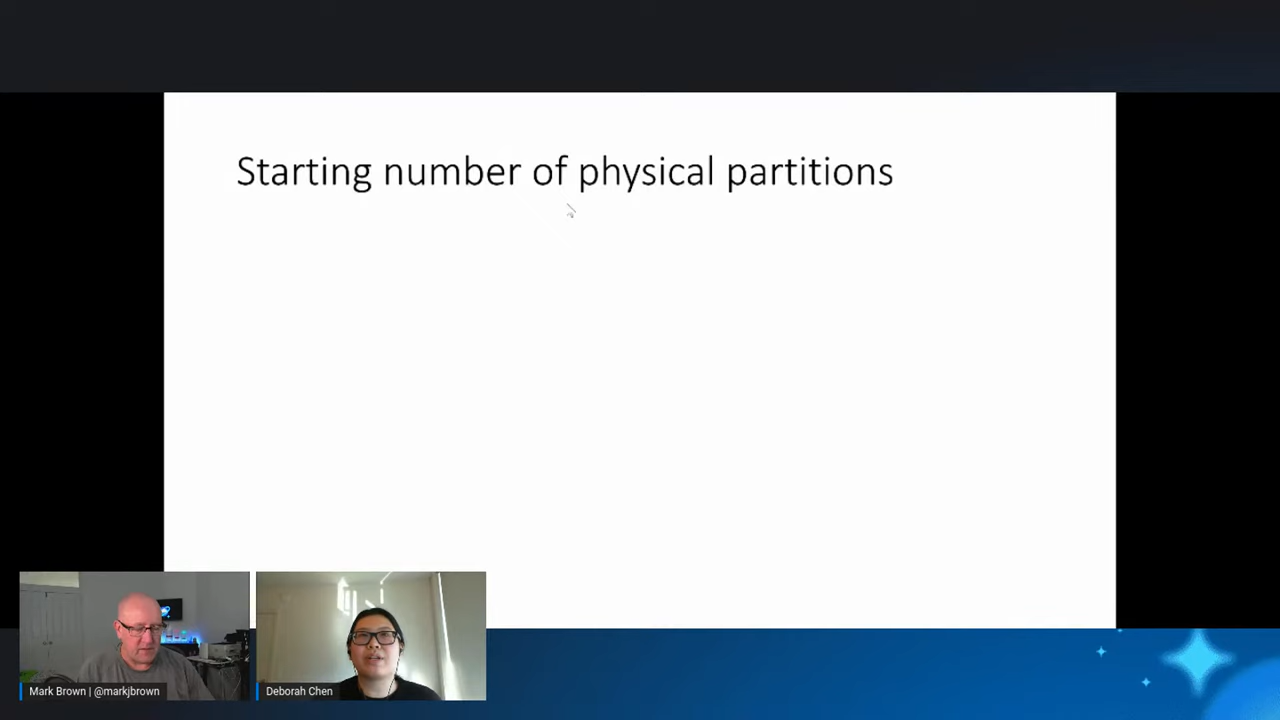 Starting number of physical partitions
Mark Brown | @markjbrown
Deborah Chen